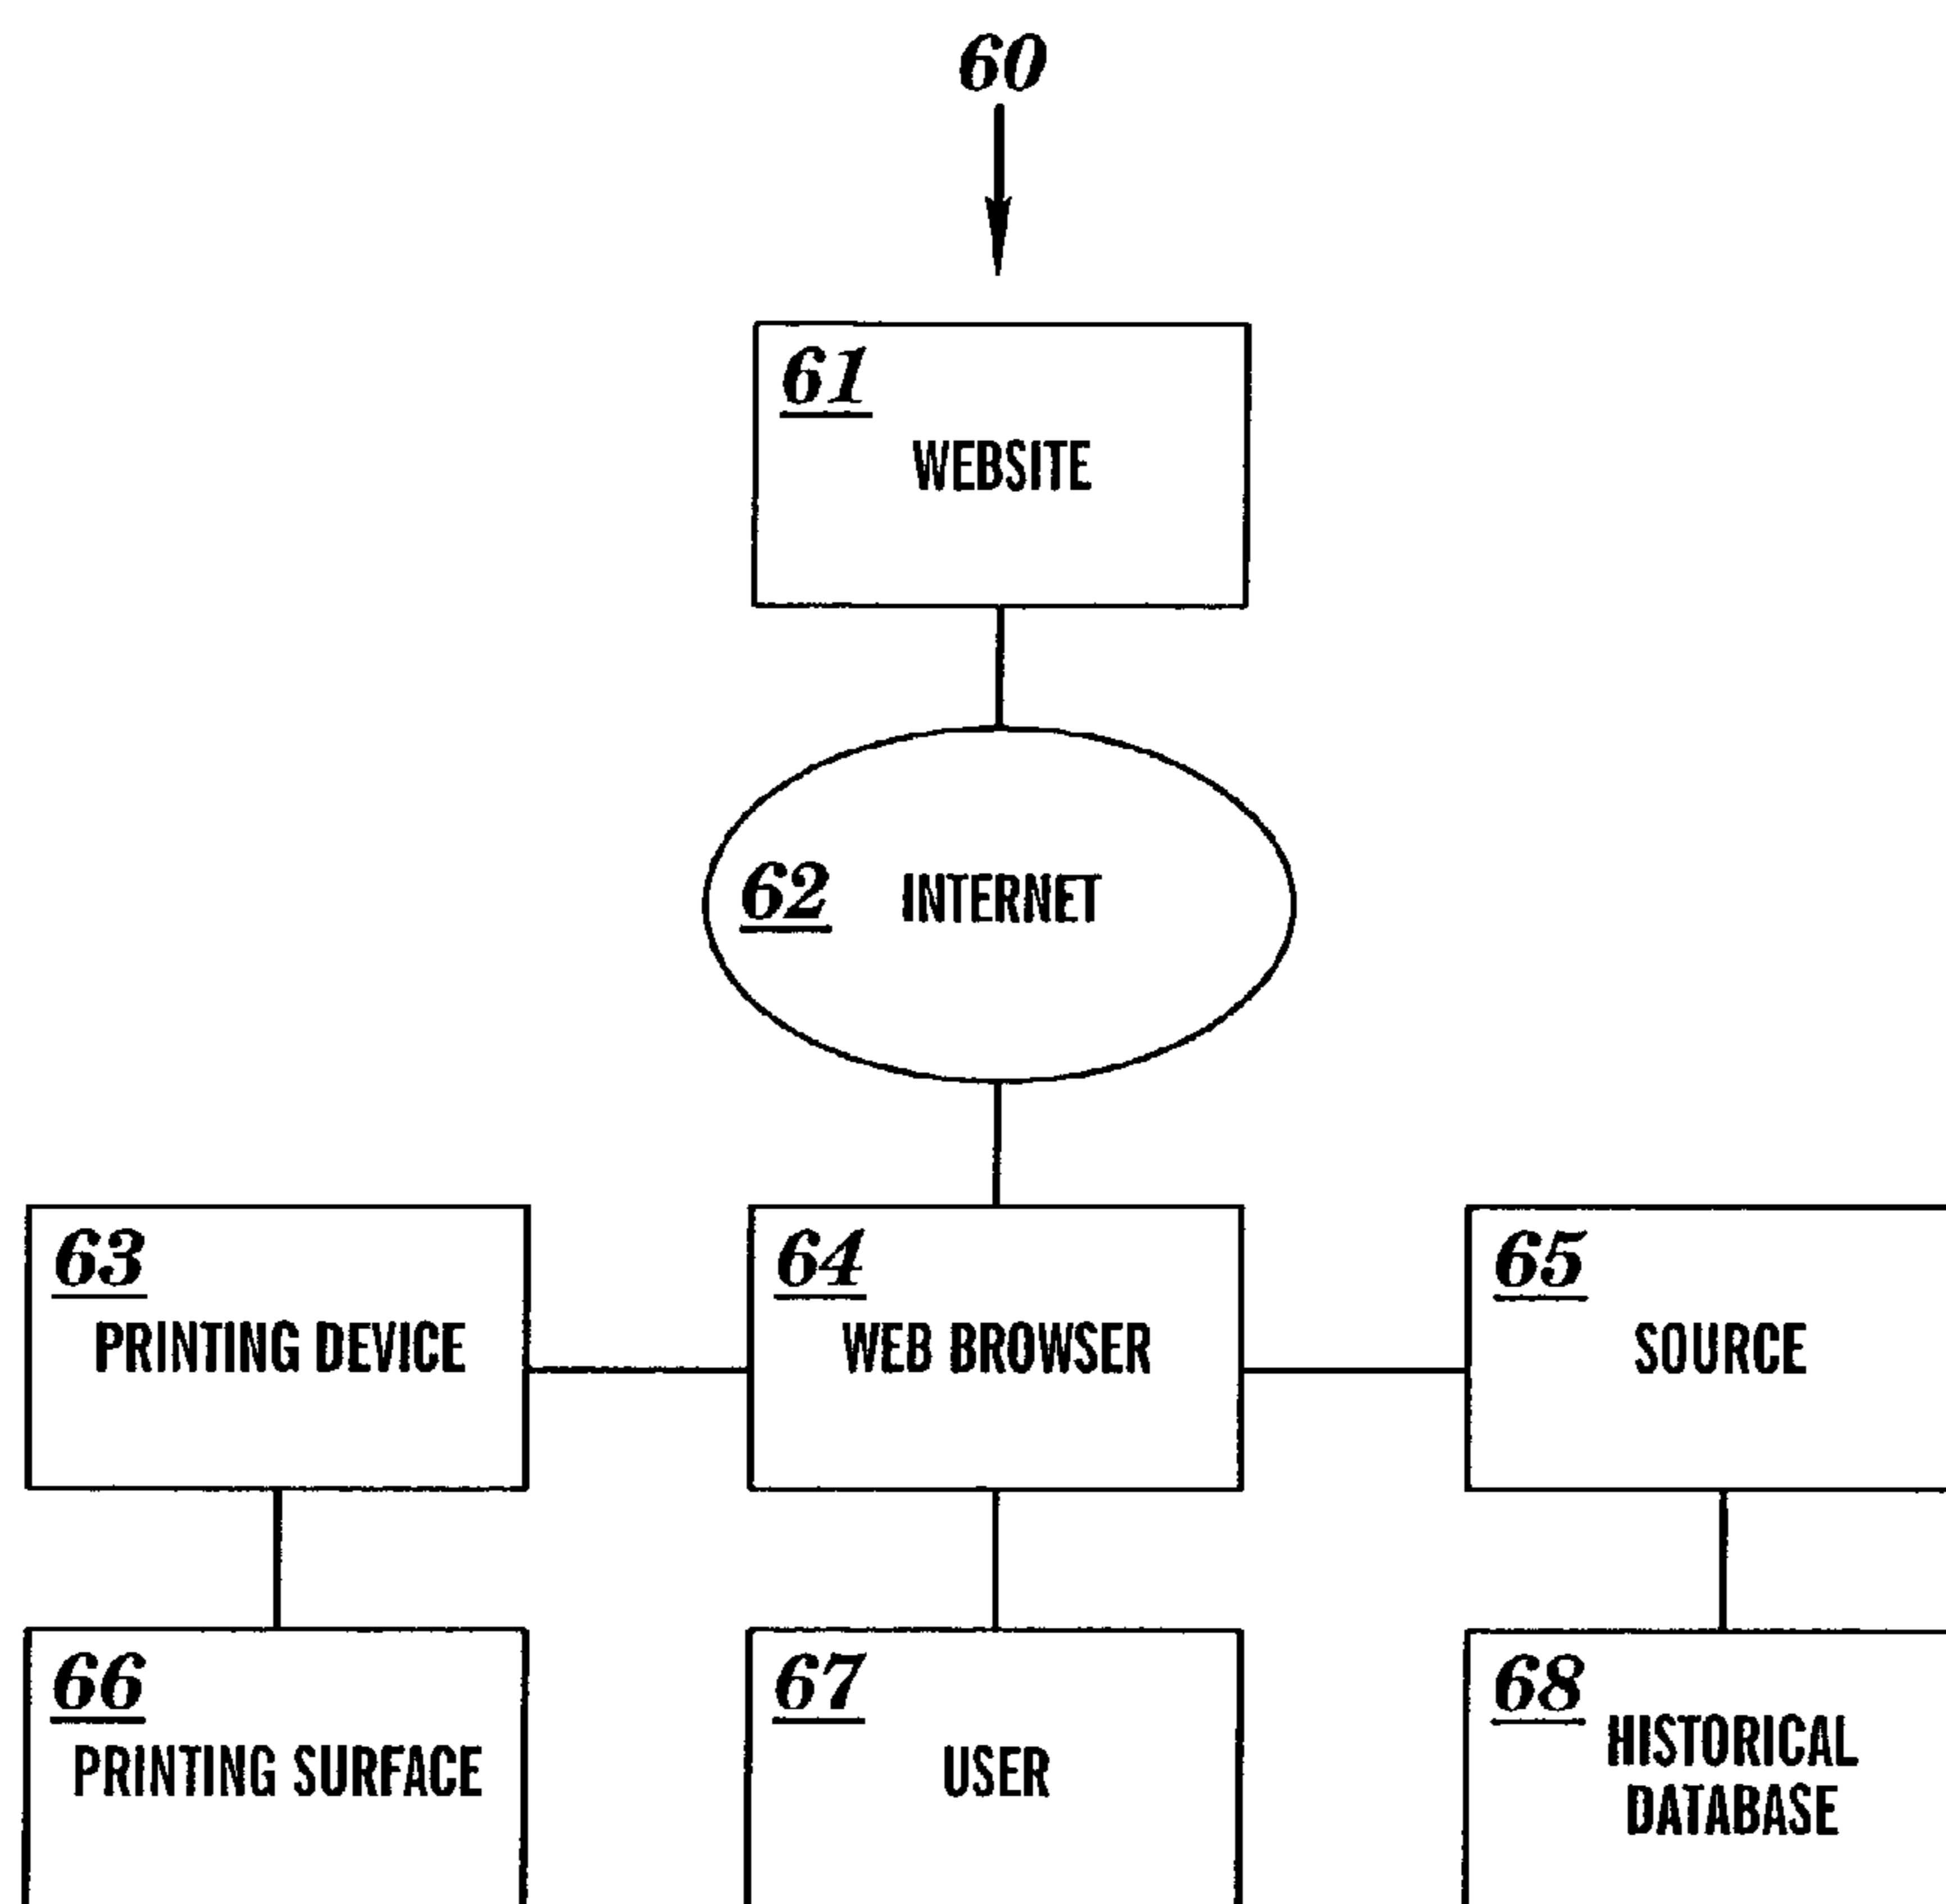 60
61
WEBSITE
62 INTERNET
63
PRINTING DEVICE
64
WEB BROWSER
65
SOURCE
66
PRINTING SURFACE
67
USER
68
HISTORICAL
DATABASE